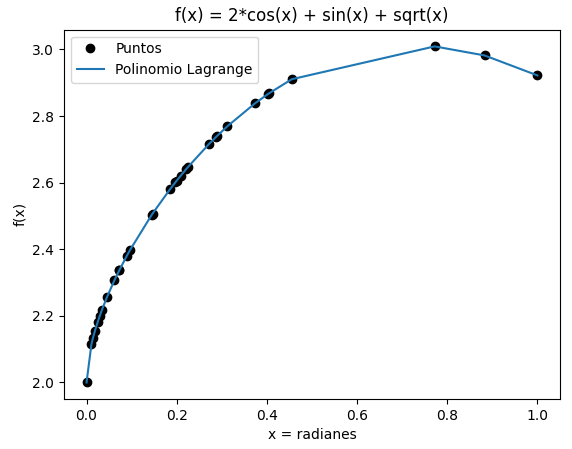 f(x) = 2*cos(x) + sin(x) + sqrt(x)
Puntos
Polinomio Lagrange
3.0
2.8
2.6
2.4
2.2
2.0
f(x)
0.0 0.2 0.4 0.6 0.8 1.0
x = radianes